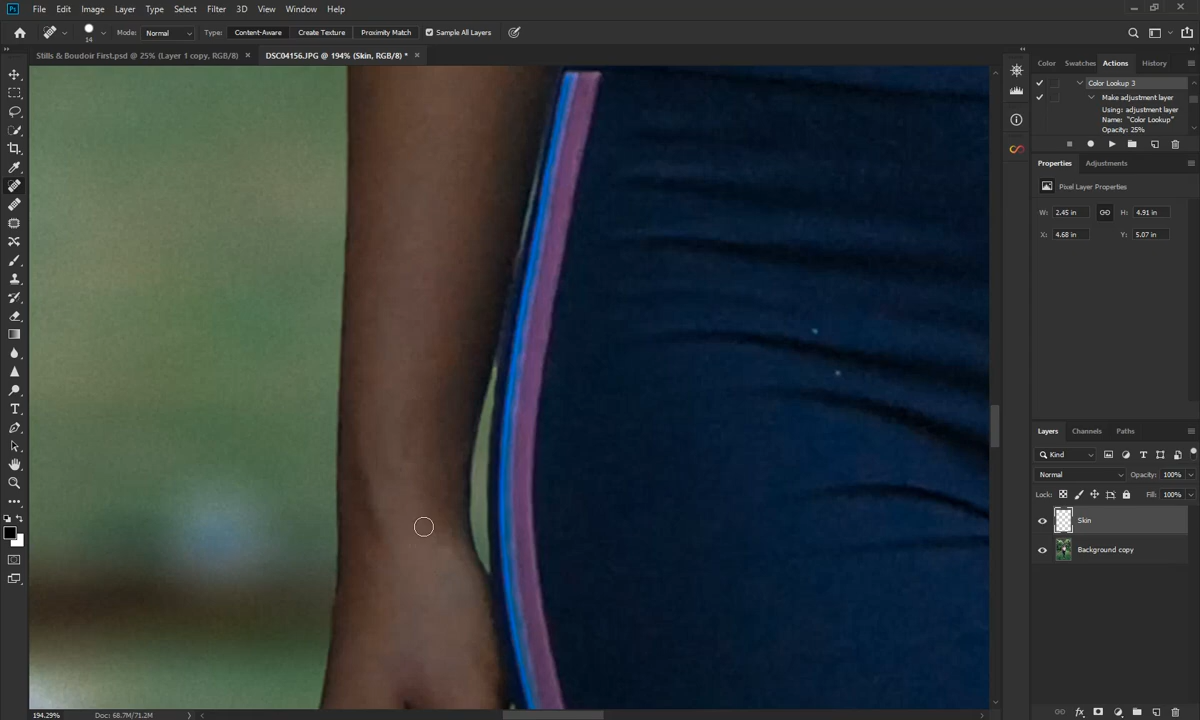 Ps File Edit Image Layer Type Select Filter 3D View Window Help
14 Mode: Normal Type: Content-Aware Create Texture Proximity Match Sample All Layers
Stills & Boudoir First.psd @ 25% (Layer 1 copy, RGB/8) × DSC04156.JPG @ 194% (Skin, RGB/8) * ×
Color Swatches Actions History
Color Lookup 3
Make adjustment layer
Using: adjustment layer
Name: "Color Lookup"
Opacity: 25%
Properties Adjustments
Pixel Layer Properties
W: 2.45 in H: 4.91 in
X: 4.68 in Y: 5.07 in
Layers Channels Paths
Kind
Normal Opacity: 100%
Lock: Fill: 100%
Skin
Background copy
194.29% Doc: 68.7M/71.2M